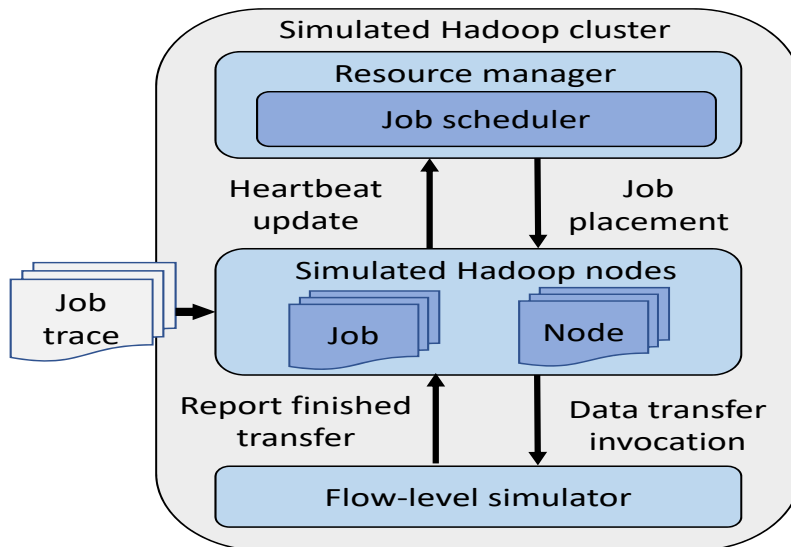 Simulated Hadoop cluster
Resource manager
Job scheduler
Heartbeat
update
Job
placement
Job
trace
Simulated Hadoop nodes
Job
Node
Report finished
transfer
Data transfer
invocation
Flow-level simulator